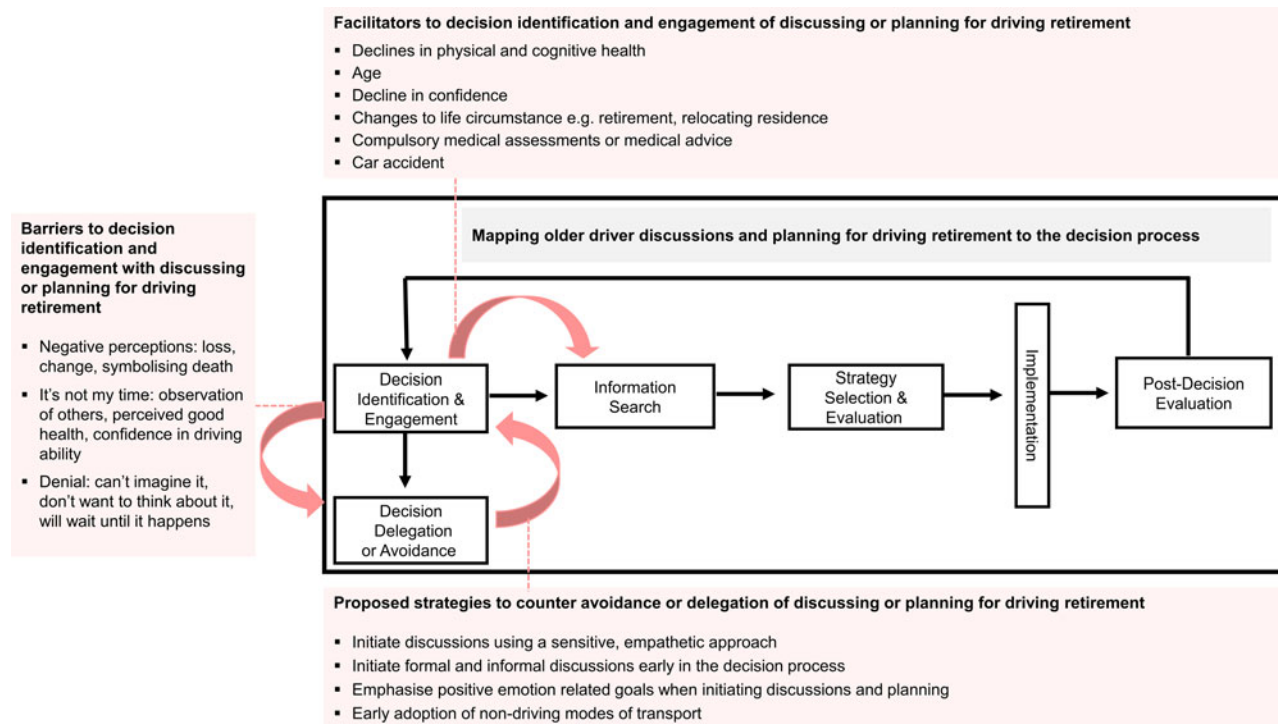 Facilitators to decision identification and engagement of discussing or planning for driving retirement
▪ Declines in physical and cognitive health
▪ Age
▪ Decline in confidence
▪ Changes to life circumstance e.g. retirement, relocating residence
▪ Compulsory medical assessments or medical advice
▪ Car accident
Barriers to decision
identification and
engagement with discussing
or planning for driving
retirement
▪ Negative perceptions: loss,
change, symbolising death
▪ It’s not my time: observation
of others, perceived good
health, confidence in driving
ability
▪ Denial: can’t imagine it,
don’t want to think about it,
will wait until it happens
Mapping older driver discussions and planning for driving retirement to the decision process
Decision
Identification &
Engagement
Information
Search
Strategy
Selection &
Evaluation
Implementation
Post-Decision
Evaluation
Decision
Delegation
or Avoidance
Proposed strategies to counter avoidance or delegation of discussing or planning for driving retirement
▪ Initiate discussions using a sensitive, empathetic approach
▪ Initiate formal and informal discussions early in the decision process
▪ Emphasise positive emotion related goals when initiating discussions and planning
▪ Early adoption of non-driving modes of transport